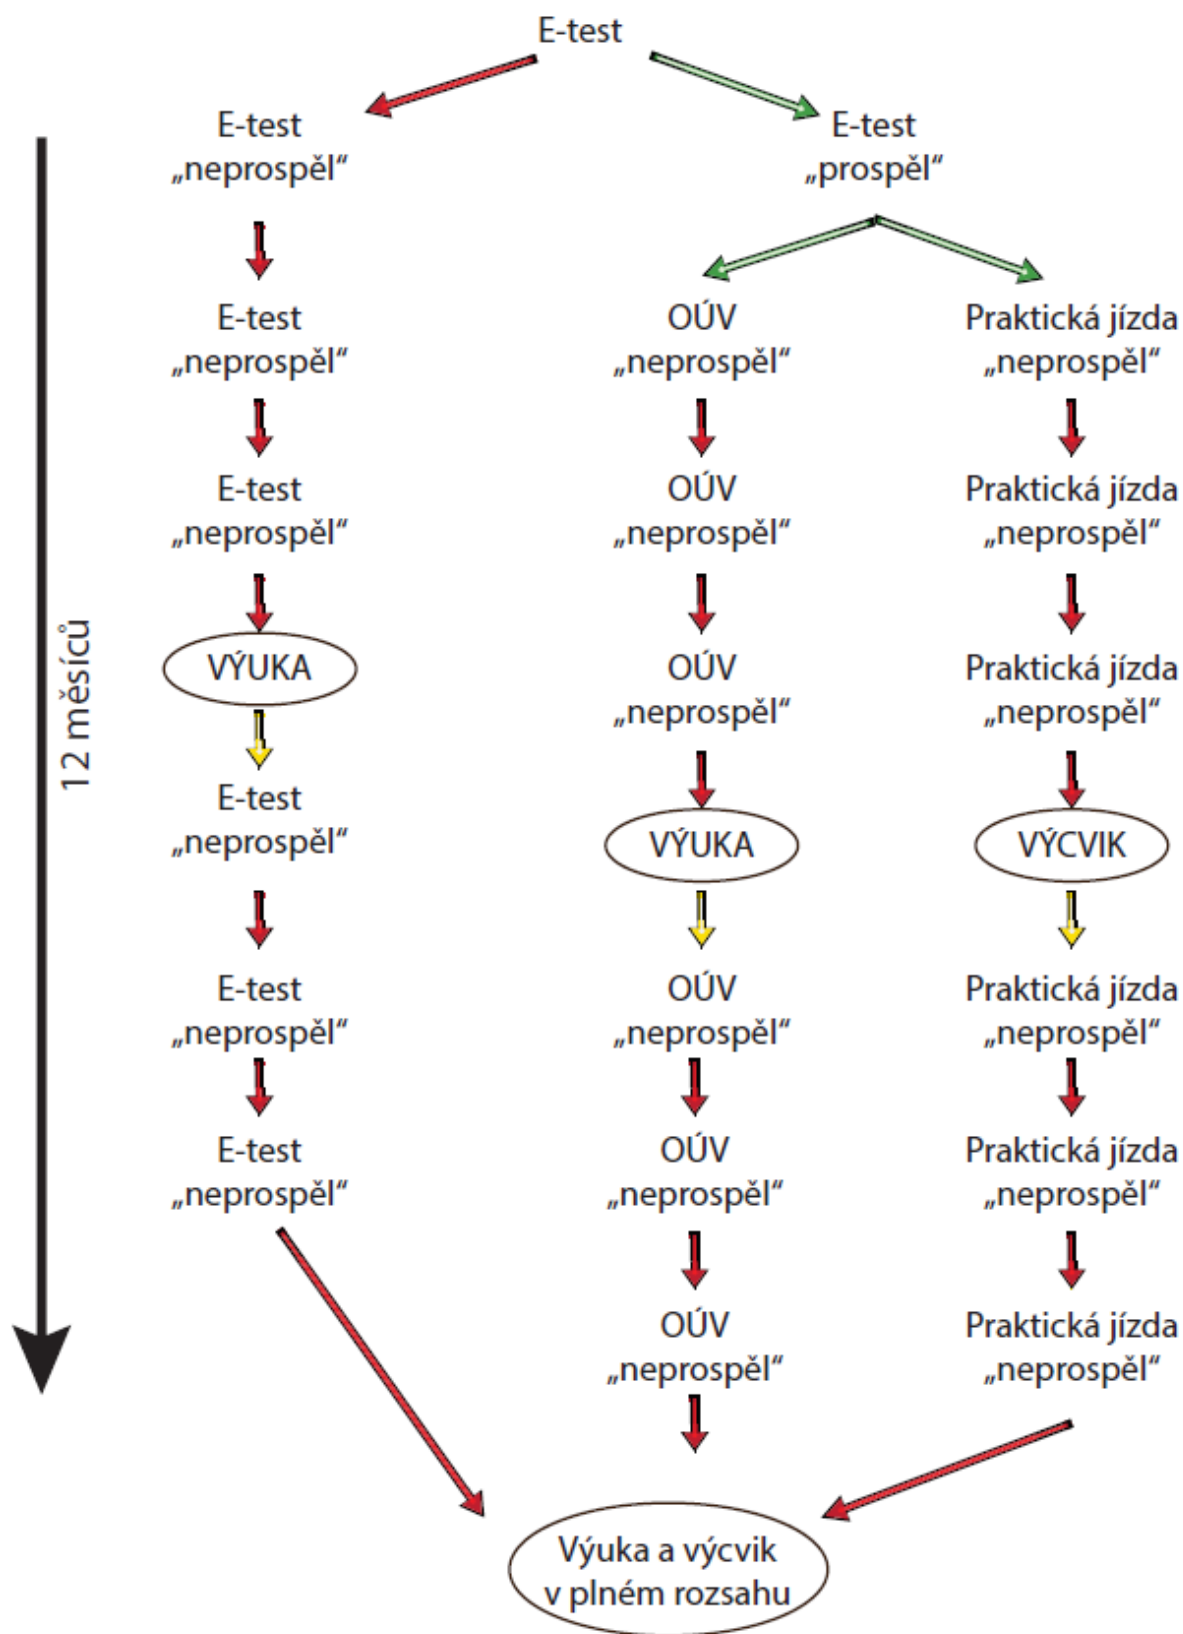 E-test
E-test
„neprospěl“
E-test
„prospěl“
E-test
„neprospěl“
OÚV
„neprospěl“
Praktická jízda
„neprospěl“
E-test
„neprospěl“
OÚV
„neprospěl“
Praktická jízda
„neprospěl“
12 měsíců
VÝUKA
OÚV
„neprospěl“
Praktická jízda
„neprospěl“
E-test
„neprospěl“
VÝUKA
VÝCVIK
E-test
„neprospěl“
OÚV
„neprospěl“
Praktická jízda
„neprospěl“
E-test
„neprospěl“
OÚV
„neprospěl“
Praktická jízda
„neprospěl“
OÚV
„neprospěl“
Praktická jízda
„neprospěl“
Výuka a výcvik
v plném rozsahu